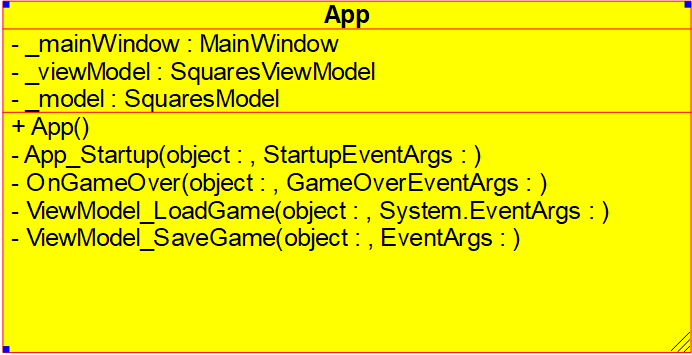 App
- _mainWindow : MainWindow
- _viewModel : SquaresViewModel
- _model : SquaresModel
+ App()
- App_Startup(object : , StartupEventArgs : )
- OnGameOver(object : , GameOverEventArgs : )
- ViewModel_LoadGame(object : , System.EventArgs : )
- ViewModel_SaveGame(object : , EventArgs : )